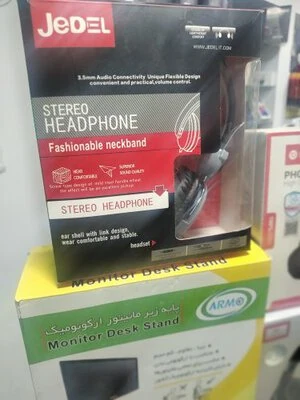 JEDEL
WWW.JEDELIT.COM
3.5mm Audio Connectivity Unique Flexible Design
convenient and practical,volume control.
STEREO
HEADPHONE
Fashionable neckband
WEAR
COMFORTABLE
SUPERIOR
SOUND QUALITY
STEREO HEADPHONE
ear shell with link design,
wear comfortable and stable.
headset
PHO
Monitor Desk Stand
پایه زیر مانیتور ارگونومیک
Monitor Desk Stand
ARMO